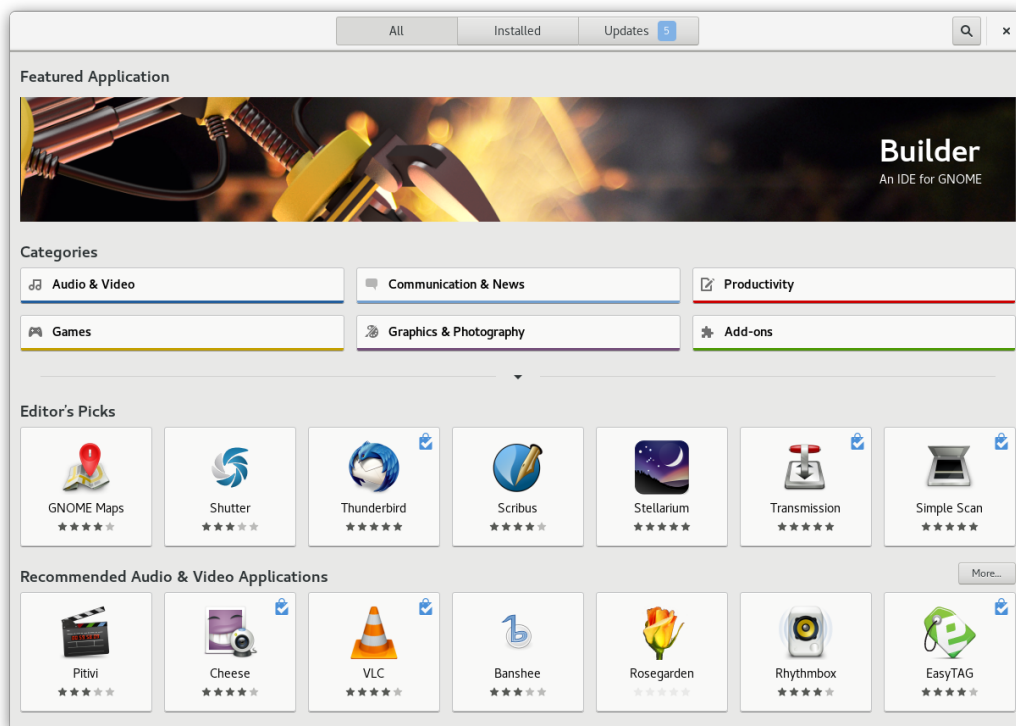 All Installed Updates 5
Featured Application
Builder
An IDE for GNOME
Categories
Audio & Video Communication & News Productivity
Games Graphics & Photography Add-ons
Editor's Picks
GNOME Maps Shutter Thunderbird Scribus Stellarium Transmission Simple Scan
Recommended Audio & Video Applications More...
Pitivi Cheese VLC Banshee Rosegarden Rhythmbox EasyTAG